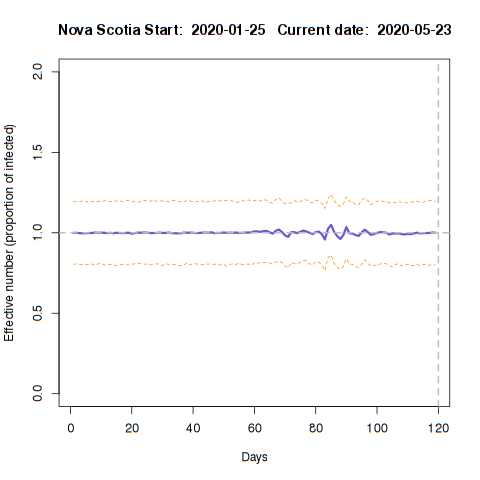 Nova Scotia Start:  2020-01-25   Current date:  2020-05-23
Effective number (proportion of infected)
2.0
1.5
1.0
0.5
0.0
0 20 40 60 80 100 120
Days